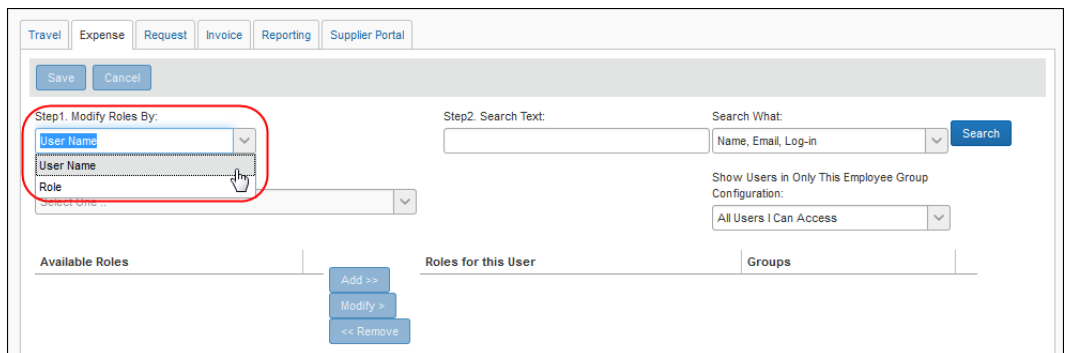 Travel Expense Request Invoice Reporting Supplier Portal
Save Cancel
Step1. Modify Roles By: Step2. Search Text: Search What:
User Name Name, Email, Log-in Search
User Name
Role
Select One ..
Show Users in Only This Employee Group
Configuration:
All Users I Can Access
Available Roles Roles for this User Groups
Add >>
Modify >
<< Remove